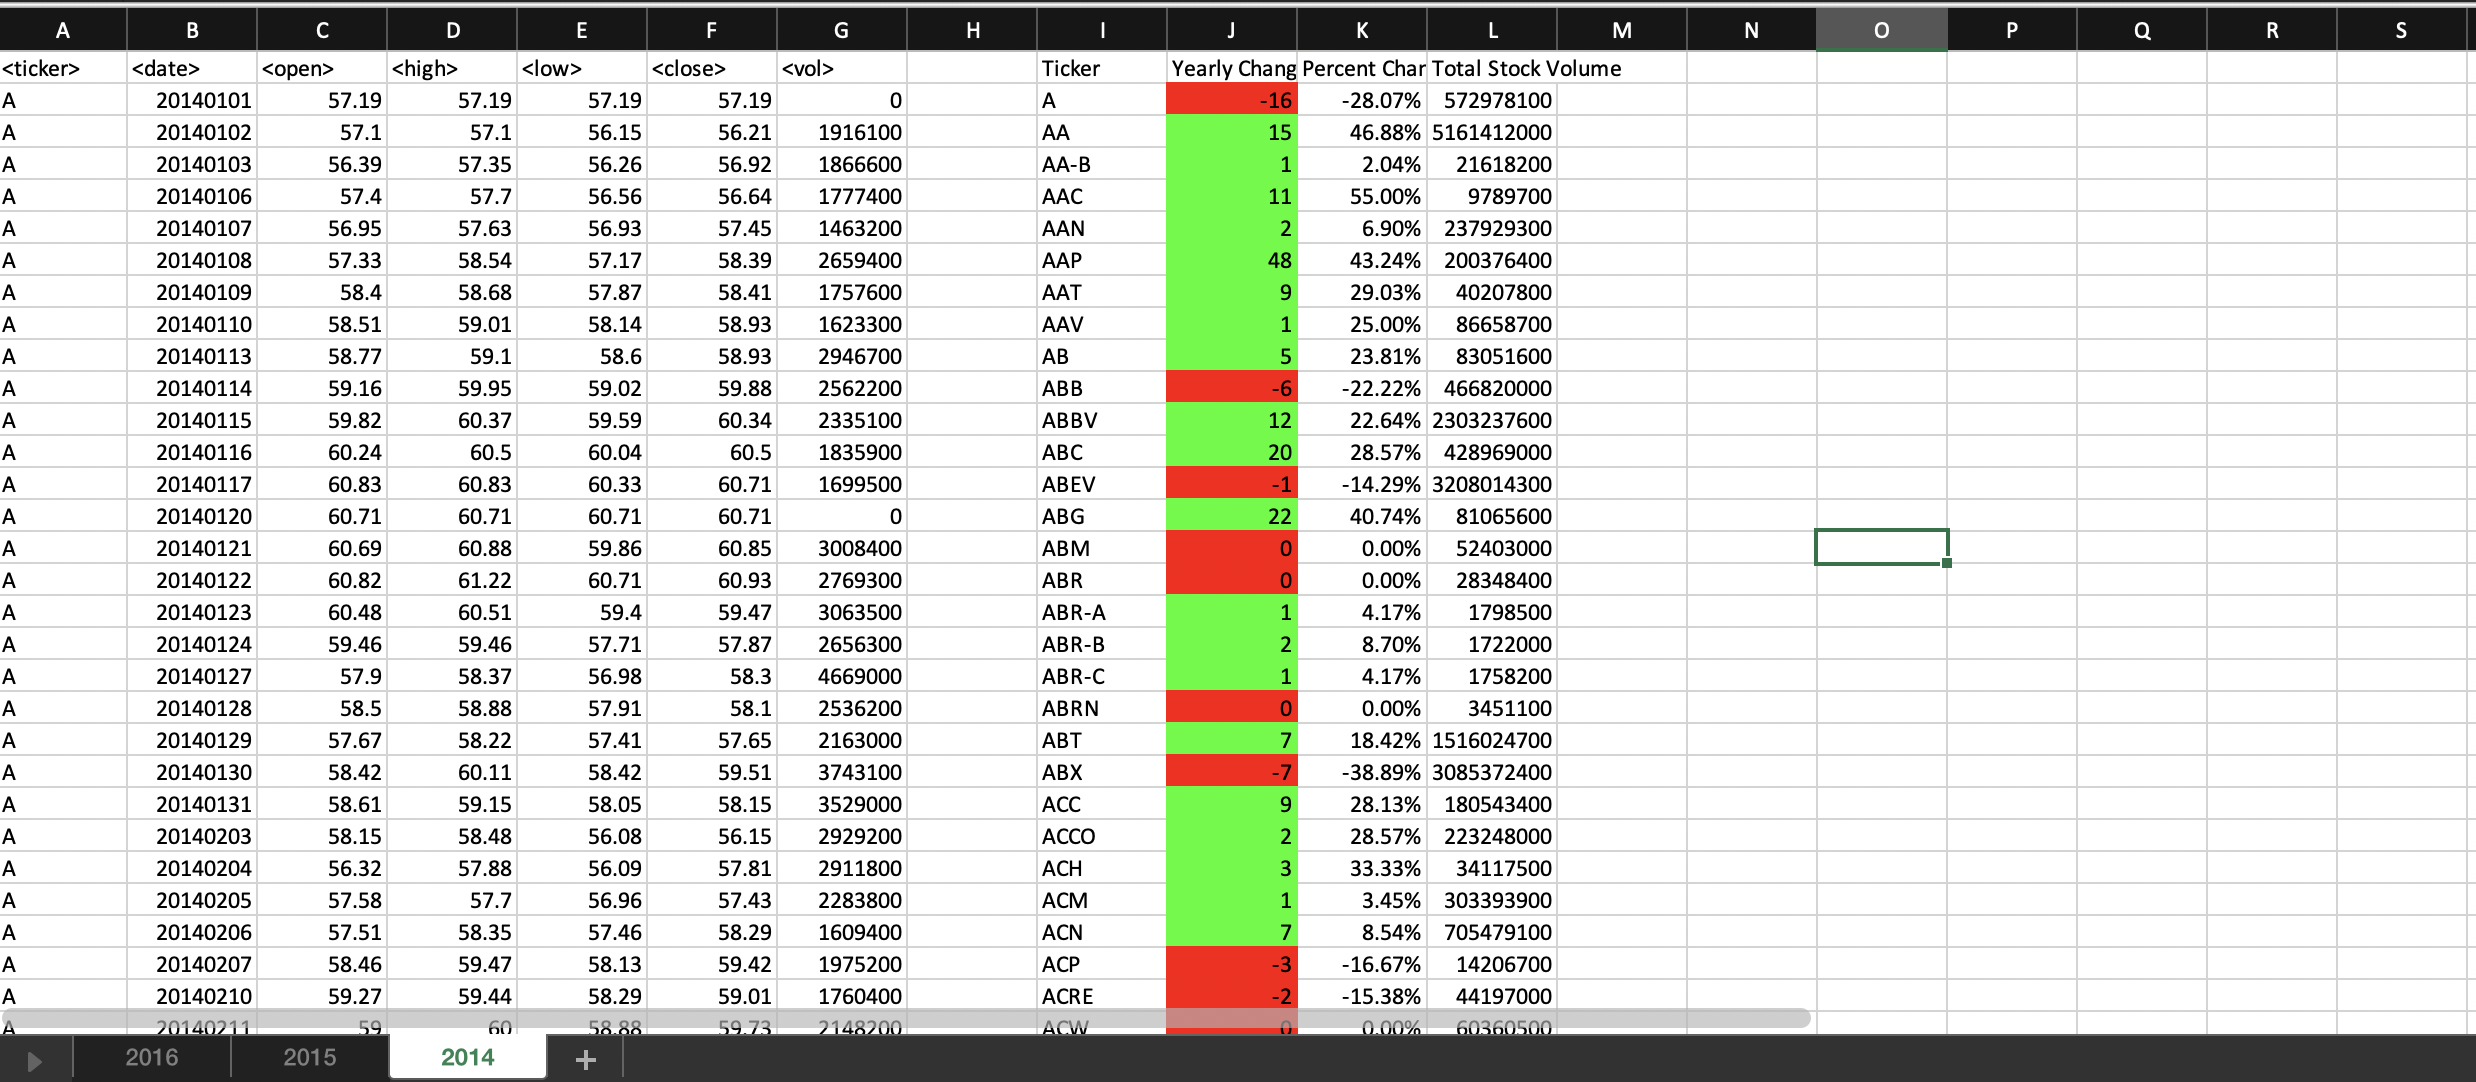 A B C D E F G H I J K L M N O P Q R S
<ticker> <date> <open> <high> <low> <close> <vol> Ticker Yearly Chang Percent Char Total Stock Volume
A 20140101 57.19 57.19 57.19 57.19 0 A -16 -28.07% 572978100
A 20140102 57.1 57.1 56.15 56.21 1916100 AA 15 46.88% 5161412000
A 20140103 56.39 57.35 56.26 56.92 1866600 AA-B 1 2.04% 21618200
A 20140106 57.4 57.7 56.56 56.64 1777400 AAC 11 55.00% 9789700
A 20140107 56.95 57.63 56.93 57.45 1463200 AAN 2 6.90% 237929300
A 20140108 57.33 58.54 57.17 58.39 2659400 AAP 48 43.24% 200376400
A 20140109 58.4 58.68 57.87 58.41 1757600 AAT 9 29.03% 40207800
A 20140110 58.51 59.01 58.14 58.93 1623300 AAV 1 25.00% 86658700
A 20140113 58.77 59.1 58.6 58.93 2946700 AB 5 23.81% 83051600
A 20140114 59.16 59.95 59.02 59.88 2562200 ABB -6 -22.22% 466820000
A 20140115 59.82 60.37 59.59 60.34 2335100 ABBV 12 22.64% 2303237600
A 20140116 60.24 60.5 60.04 60.5 1835900 ABC 20 28.57% 428969000
A 20140117 60.83 60.83 60.33 60.71 1699500 ABEV -1 -14.29% 3208014300
A 20140120 60.71 60.71 60.71 60.71 0 ABG 22 40.74% 81065600
A 20140121 60.69 60.88 59.86 60.85 3008400 ABM 0 0.00% 52403000
A 20140122 60.82 61.22 60.71 60.93 2769300 ABR 0 0.00% 28348400
A 20140123 60.48 60.51 59.4 59.47 3063500 ABR-A 1 4.17% 1798500
A 20140124 59.46 59.46 57.71 57.87 2656300 ABR-B 2 8.70% 1722000
A 20140127 57.9 58.37 56.98 58.3 4669000 ABR-C 1 4.17% 1758200
A 20140128 58.5 58.88 57.91 58.1 2536200 ABRN 0 0.00% 3451100
A 20140129 57.67 58.22 57.41 57.65 2163000 ABT 7 18.42% 1516024700
A 20140130 58.42 60.11 58.42 59.51 3743100 ABX -7 -38.89% 3085372400
A 20140131 58.61 59.15 58.05 58.15 3529000 ACC 9 28.13% 180543400
A 20140203 58.15 58.48 56.08 56.15 2929200 ACCO 2 28.57% 223248000
A 20140204 56.32 57.88 56.09 57.81 2911800 ACH 3 33.33% 34117500
A 20140205 57.58 57.7 56.96 57.43 2283800 ACM 1 3.45% 303393900
A 20140206 57.51 58.35 57.46 58.29 1609400 ACN 7 8.54% 705479100
A 20140207 58.46 59.47 58.13 59.42 1975200 ACP -3 -16.67% 14206700
A 20140210 59.27 59.44 58.29 59.01 1760400 ACRE -2 -15.38% 44197000
A 20140211 59 60 58.88 59.73 2148200 ACW 0 0.00% 60360500
2016 2015 2014 +